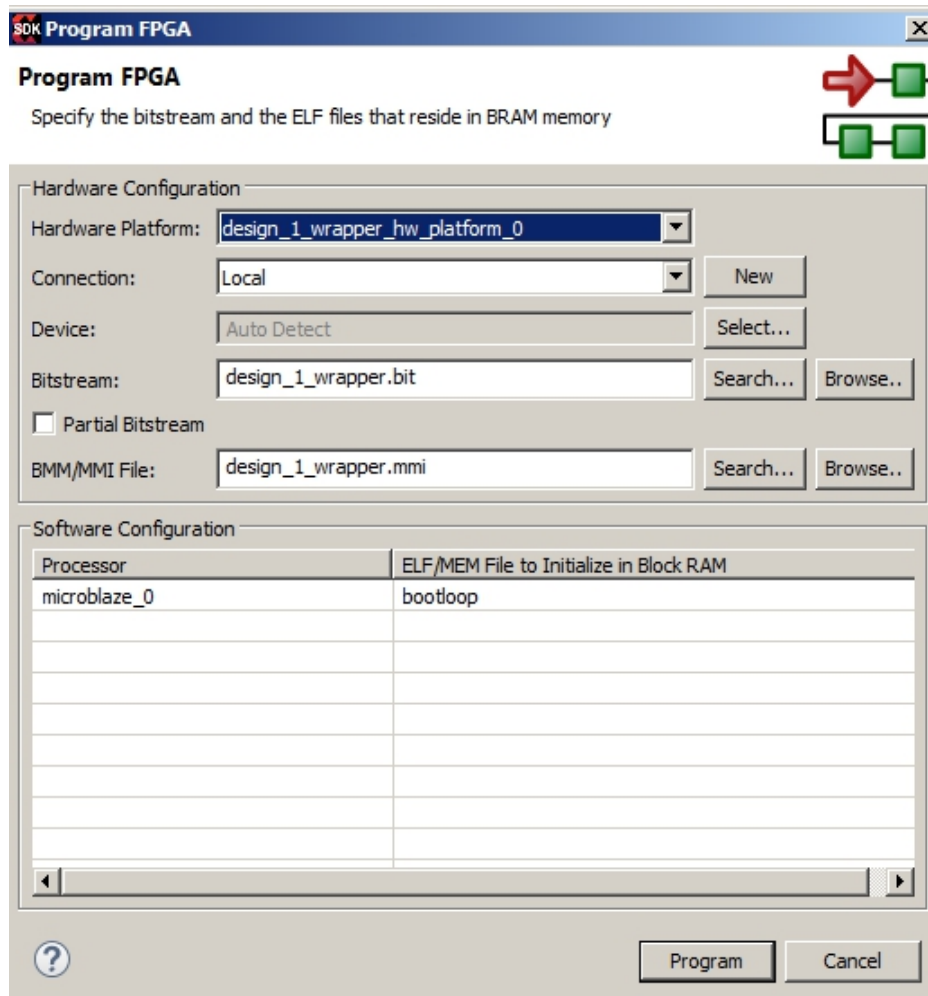 SDK Program FPGA
Program FPGA
Specify the bitstream and the ELF files that reside in BRAM memory
Hardware Configuration
Hardware Platform: design_1_wrapper_hw_platform_0
Connection: Local New
Device: Auto Detect Select...
Bitstream: design_1_wrapper.bit Search... Browse..
Partial Bitstream
BMM/MMI File: design_1_wrapper.mmi Search... Browse..
Software Configuration
Processor ELF/MEM File to Initialize in Block RAM
microblaze_0 bootloop
? Program Cancel